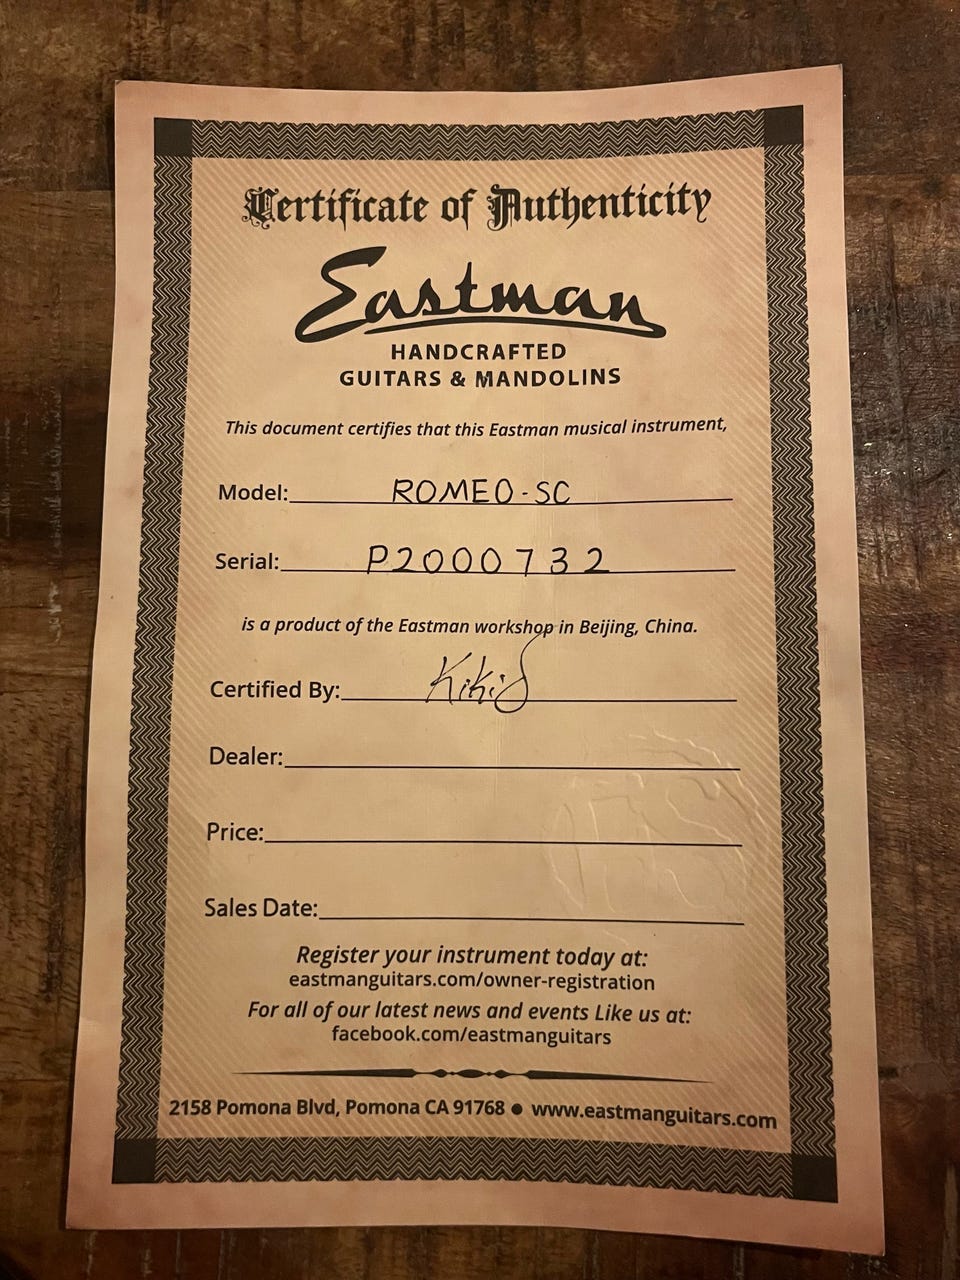 Certificate of Authenticity
Eastman
HANDCRAFTED
GUITARS & MANDOLINS
This document certifies that this Eastman musical instrument,
Model: ROMEO-SC
Serial: P2000732
is a product of the Eastman workshop in Beijing, China.
Certified By: Kiki
Dealer:
Price:
Sales Date:
Register your instrument today at:
eastmanguitars.com/owner-registration
For all of our latest news and events Like us at:
facebook.com/eastmanguitars
2158 Pomona Blvd, Pomona CA 91768 ● www.eastmanguitars.com